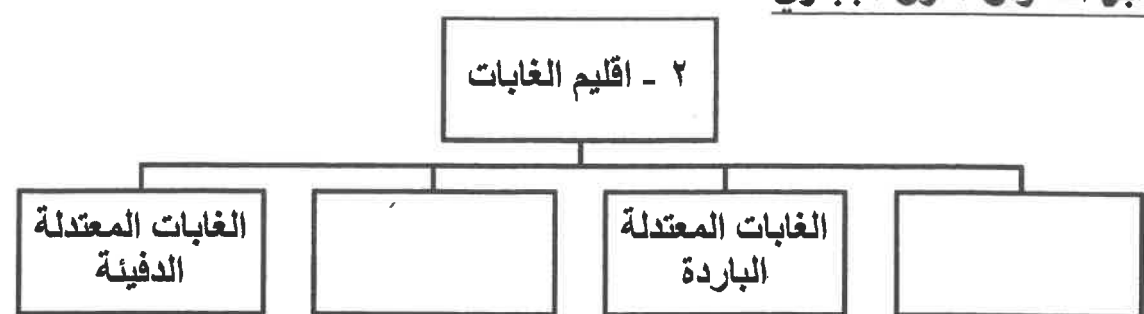 ٢ - اقليم الغابات
الغابات المعتدلة
الباردة
الغابات المعتدلة
الدفيئة